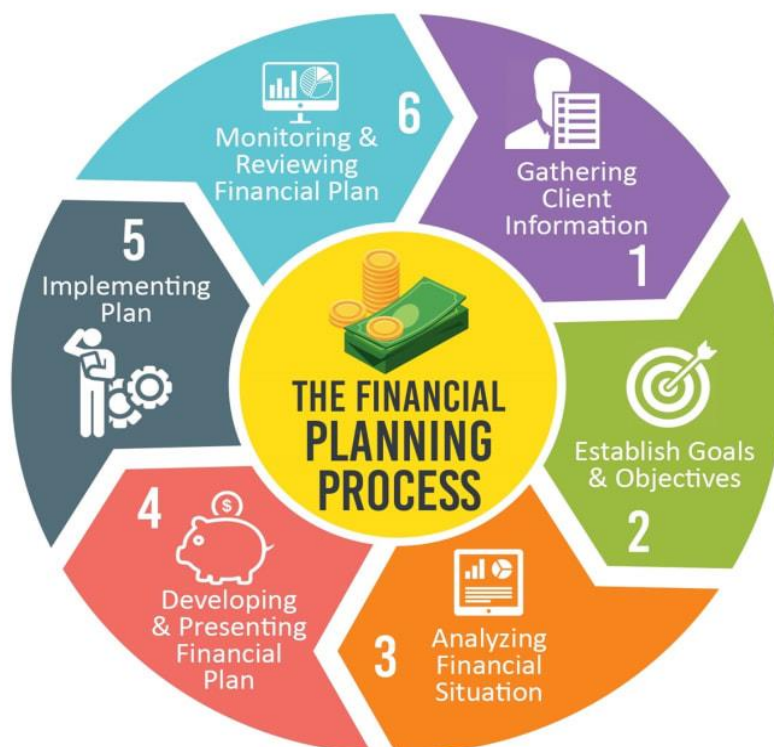 THE FINANCIAL
PLANNING
PROCESS
Gathering
Client
Information
1
Establish Goals
& Objectives
2
3
Analyzing
Financial
Situation
4
$
Developing
& Presenting
Financial
Plan
5
Implementing
Plan
6
Monitoring &
Reviewing
Financial Plan